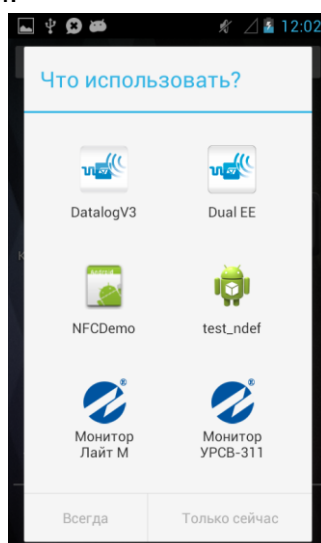 12:02
Что использовать?
DatalogV3
Dual EE
NFCDemo
test_ndef
Монитор
Лайт М
Монитор
УРСВ-311
Всегда
Только сейчас